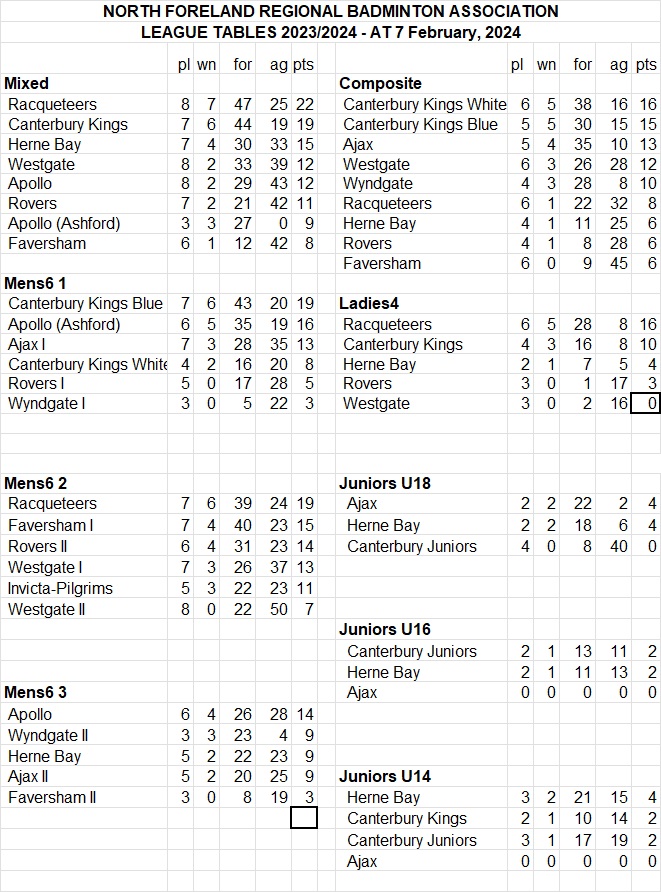 NORTH FORELAND REGIONAL BADMINTON ASSOCIATION
LEAGUE TABLES 2023/2024 - AT 7 February, 2024
pl wn for ag pts
Mixed
Racqueteers 8 7 47 25 22
Canterbury Kings 7 6 44 19 19
Herne Bay 7 4 30 33 15
Westgate 8 2 33 39 12
Apollo 8 2 29 43 12
Rovers 7 2 21 42 11
Apollo (Ashford) 3 3 27 0 9
Faversham 6 1 12 42 8
Mens6 1
Canterbury Kings Blue 7 6 43 20 19
Apollo (Ashford) 6 5 35 19 16
Ajax I 7 3 28 35 13
Canterbury Kings White 4 2 16 20 8
Rovers I 5 0 17 28 5
Wyndgate I 3 0 5 22 3
Mens6 2
Racqueteers 7 6 39 24 19
Faversham I 7 4 40 23 15
Rovers II 6 4 31 23 14
Westgate I 7 3 26 37 13
Invicta-Pilgrims 5 3 22 23 11
Westgate II 8 0 22 50 7
Mens6 3
Apollo 6 4 26 28 14
Wyndgate II 3 3 23 4 9
Herne Bay 5 2 22 23 9
Ajax II 5 2 20 25 9
Faversham II 3 0 8 19 3
pl wn for ag pts
Composite
Canterbury Kings White 6 5 38 16 16
Canterbury Kings Blue 5 5 30 15 15
Ajax 5 4 35 10 13
Westgate 6 3 26 28 12
Wyndgate 4 3 28 8 10
Racqueteers 6 1 22 32 8
Herne Bay 4 1 11 25 6
Rovers 4 1 8 28 6
Faversham 6 0 9 45 6
Ladies4
Racqueteers 6 5 28 8 16
Canterbury Kings 4 3 16 8 10
Herne Bay 2 1 7 5 4
Rovers 3 0 1 17 3
Westgate 3 0 2 16 0
Juniors U18
Ajax 2 2 22 2 4
Herne Bay 2 2 18 6 4
Canterbury Juniors 4 0 8 40 0
Juniors U16
Canterbury Juniors 2 1 13 11 2
Herne Bay 2 1 11 13 2
Ajax 0 0 0 0 0
Juniors U14
Herne Bay 3 2 21 15 4
Canterbury Kings 2 1 10 14 2
Canterbury Juniors 3 1 17 19 2
Ajax 0 0 0 0 0